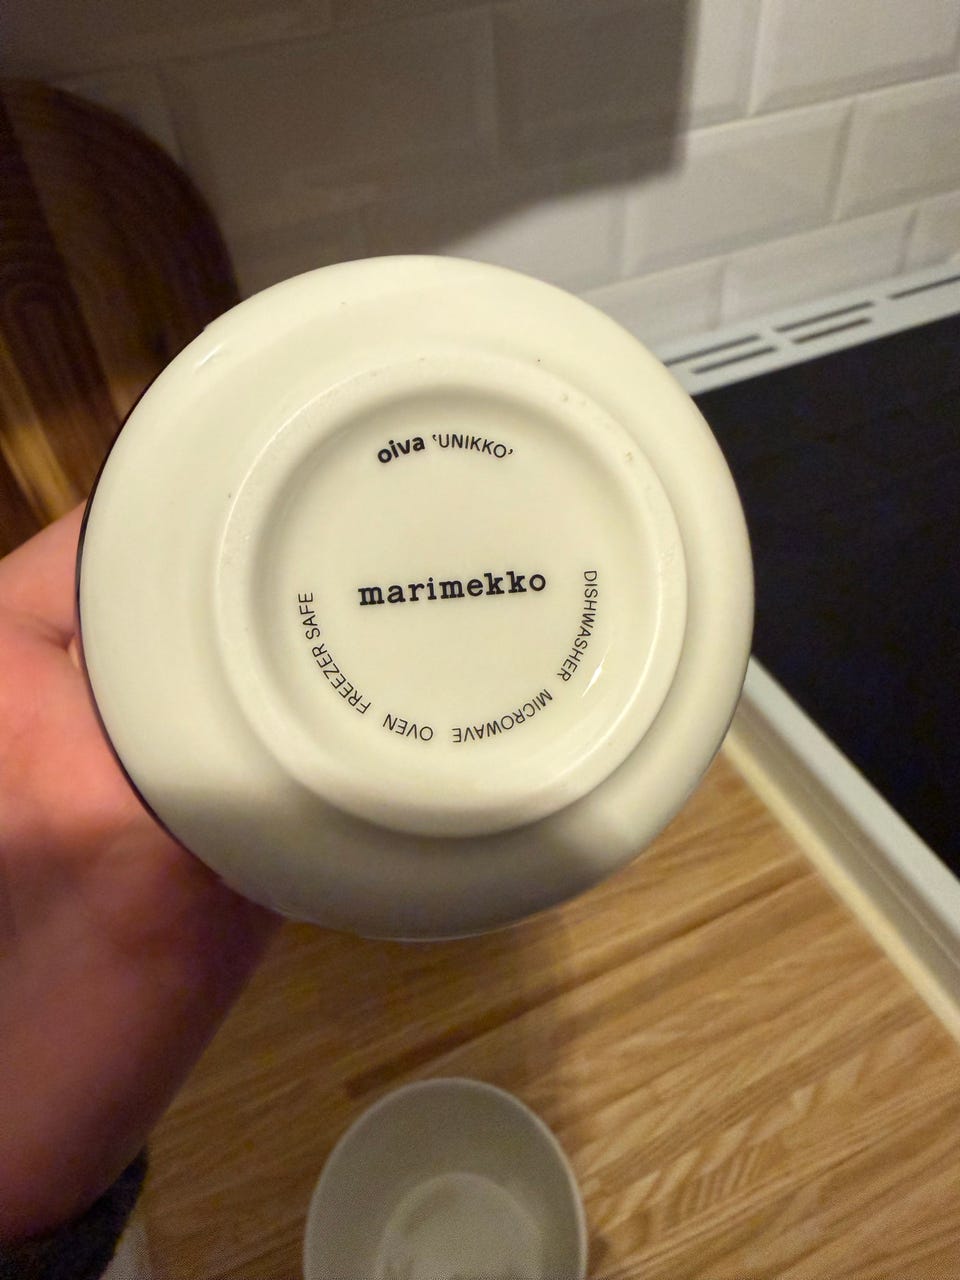 oiva ‘UNIKKO’
marimekko
DISHWASHER MICROWAVE OVEN FREEZER SAFE